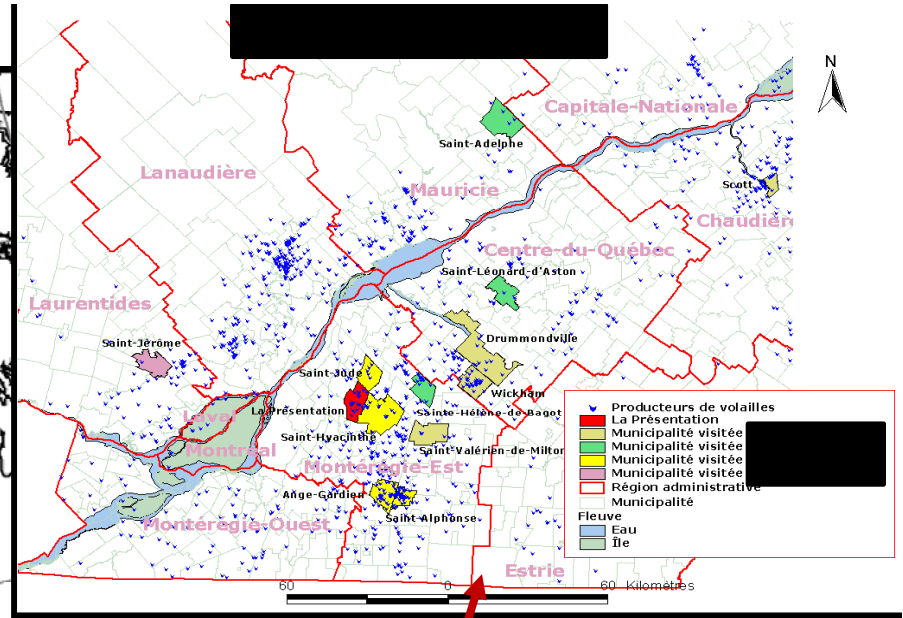 N
Capitale-Nationale
Saint-Adelphe
Lanaudière
Scott
Mauricie
Chaudièr
Centre-du-Québec
Saint-Léonard-d'Aston
Laurentides
Drummondville
Saint-Jérôme
Saint-Jude
Wickham
La Présentation
Laval
Sainte-Hélène-de-Bagot
Saint-Hyacinthe
Montréal
Saint-Valérien-de-Milton
Montérégie-Est
Ange-Gardien
Saint-Alphonse
Montérégie-Ouest
Estrie
60 0 60 Kilomètres
Producteurs de volailles
La Présentation
Municipalité visitée
Municipalité visitée
Municipalité visitée
Municipalité visitée
Région administrative
Municipalité
Fleuve
Eau
Île